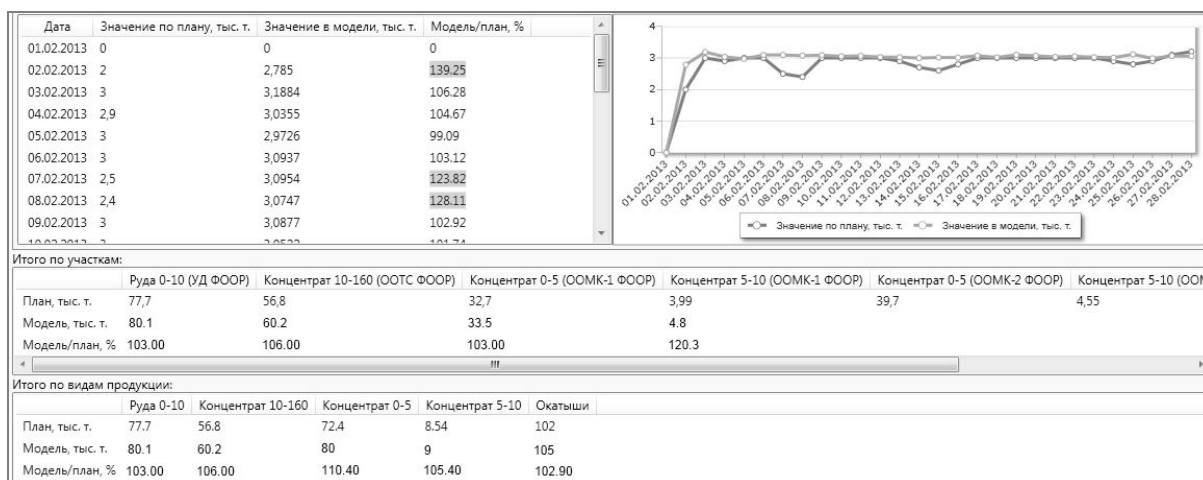 Дата Значение по плану, тыс. т. Значение в модели, тыс. т. Модель/план, %
01.02.2013 0 0 0
02.02.2013 2 2,785 139.25
03.02.2013 3 3,1884 106.28
04.02.2013 2,9 3,0355 104.67
05.02.2013 3 2,9726 99.09
06.02.2013 3 3,0937 103.12
07.02.2013 2,5 3,0954 123.82
08.02.2013 2,4 3,0747 128.11
09.02.2013 3 3,0877 102.92
4
3
2
1
0
01.02.2013 02.02.2013 03.02.2013 04.02.2013 05.02.2013 06.02.2013 07.02.2013 08.02.2013 09.02.2013 10.02.2013 11.02.2013 12.02.2013 13.02.2013 14.02.2013 15.02.2013 16.02.2013 17.02.2013 18.02.2013 19.02.2013 20.02.2013 21.02.2013 22.02.2013 23.02.2013 24.02.2013 25.02.2013 26.02.2013 27.02.2013 28.02.2013
Значение по плану, тыс. т. Значение в модели, тыс. т.
Итого по участкам:
Руда 0-10 (УД ФООР) Концентрат 10-160 (ООТС ФООР) Концентрат 0-5 (ООМК-1 ФООР) Концентрат 5-10 (ООМК-1 ФООР) Концентрат 0-5 (ООМК-2 ФООР) Концентрат 5-10 (ООМ
План, тыс. т. 77,7 56,8 32,7 3,99 39,7 4,55
Модель, тыс. т. 80.1 60.2 33.5 4.8
Модель/план, % 103.00 106.00 103.00 120.3
Итого по видам продукции:
Руда 0-10 Концентрат 10-160 Концентрат 0-5 Концентрат 5-10 Окатыши
План, тыс. т. 77.7 56.8 72.4 8.54 102
Модель, тыс. т. 80.1 60.2 80 9 105
Модель/план, % 103.00 106.00 110.40 105.40 102.90